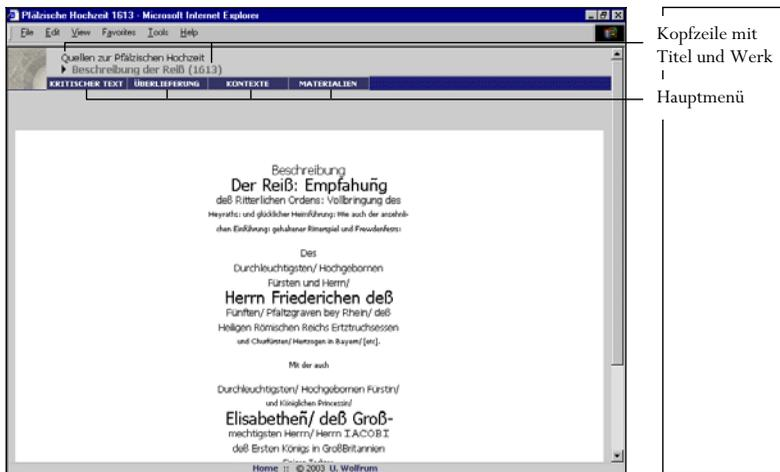 Pfälzische Hochzeit 1613 - Microsoft Internet Explorer
File Edit View Favorites Tools Help
Quellen zur Pfälzischen Hochzeit
Beschreibung der Reiß (1613)
KRITISCHER TEXT ÜBERLIEFERUNG KONTEXTE MATERIALIEN
Kopfzeile mit
Titel und Werk
Hauptmenü
Beschreibung
Der Reiß: Empfahung̃
deß Ritterlichen Ordens: Vollbringung des
Heyraths: und glücklicher Heimführung: Wie auch der ansehnli-
chen Einführung: gehaltener Ritterspiel und Frewdenfests:
Des
Durchleuchtigsten/ Hochgebornen
Fürsten und Herrn/
Herrn Friederichen deß
Fünften/ Pfaltzgraven bey Rhein/ deß
Heiligen Römischen Reichs Ertztruchsessen
und Churfürsten/ Hertzogen in Bayern/ [etc].
Mit der auch
Durchleuchtigsten/ Hochgebornen Fürstin/
und Königlichen Princessin/
Elisabetheñ/ deß Groß-
mechtigsten Herrn/ Herrn IACOBI
deß Ersten Königs in GroßBritannien
Home :: © 2003 U. Wolfrum